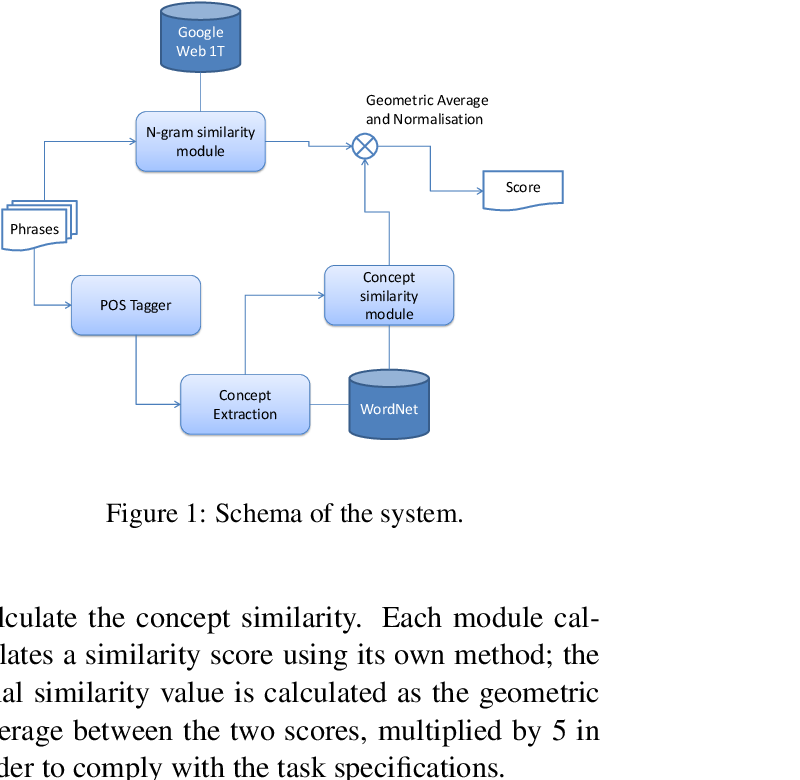 Google
Web 1T
Geometric Average
and Normalisation
N-gram similarity
module
Score
Phrases
POS Tagger
Concept
similarity
module
Concept
Extraction
WordNet
Figure 1: Schema of the system.
lculate the concept similarity. Each module cal-
lates a similarity score using its own method; the
al similarity value is calculated as the geometric
erage between the two scores, multiplied by 5 in
der to comply with the task specifications.